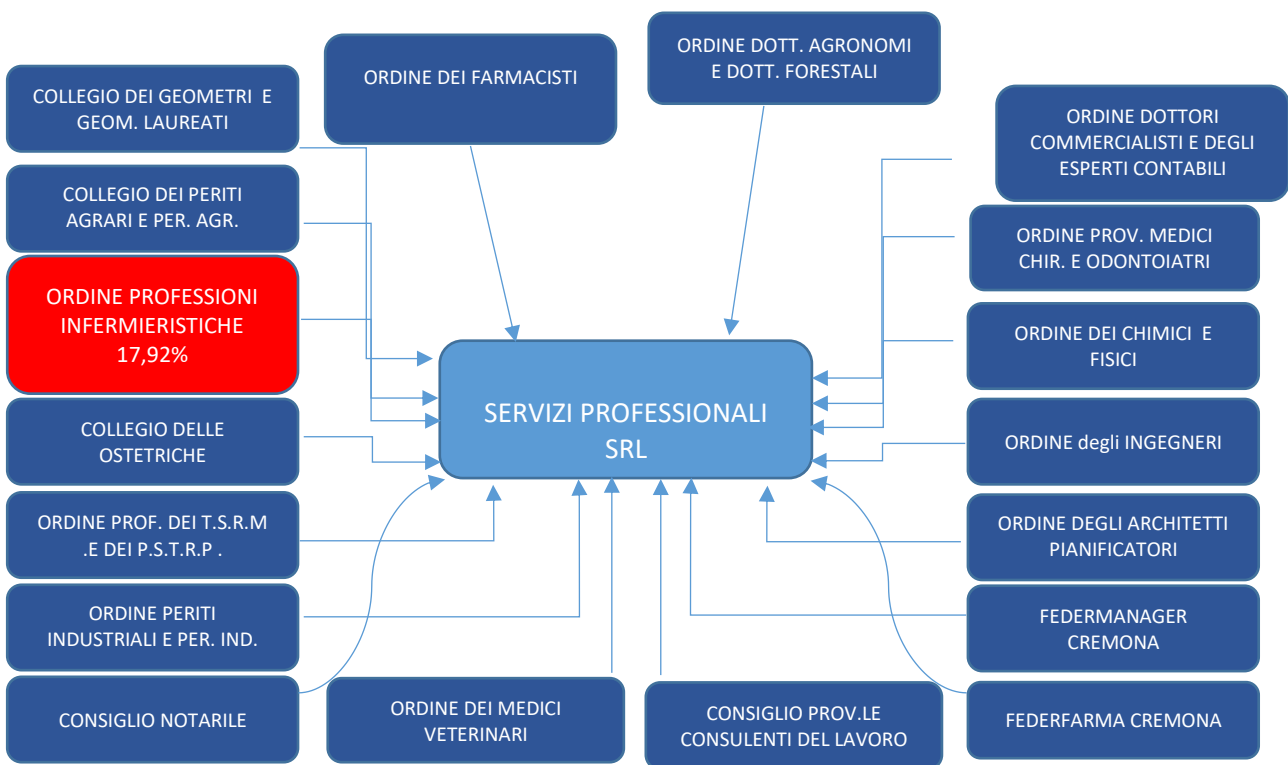 ORDINE DEI FARMACISTI
ORDINE DOTT. AGRONOMI
E DOTT. FORESTALI
COLLEGIO DEI GEOMETRI E
GEOM. LAUREATI
ORDINE DOTTORI
COMMERCIALISTI E DEGLI
ESPERTI CONTABILI
COLLEGIO DEI PERITI
AGRARI E PER. AGR.
ORDINE PROV. MEDICI
CHIR. E ODONTOIATRI
ORDINE PROFESSIONI
INFERMIERISTICHE
17,92%
ORDINE DEI CHIMICI E
FISICI
SERVIZI PROFESSIONALI
SRL
COLLEGIO DELLE
OSTETRICHE
ORDINE degli INGEGNERI
ORDINE PROF. DEI T.S.R.M
.E DEI P.S.T.R.P .
ORDINE DEGLI ARCHITETTI
PIANIFICATORI
ORDINE PERITI
INDUSTRIALI E PER. IND.
FEDERMANAGER
CREMONA
CONSIGLIO NOTARILE
ORDINE DEI MEDICI
VETERINARI
CONSIGLIO PROV.LE
CONSULENTI DEL LAVORO
FEDERFARMA CREMONA